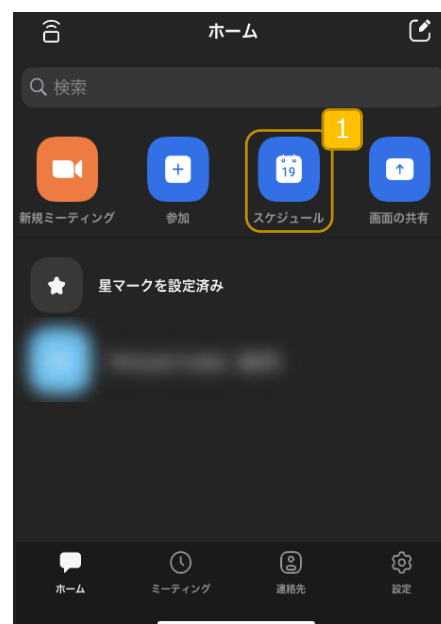 ホーム
検索
1
19
新規ミーティング
参加
スケジュール
画面の共有
星マークを設定済み
ホーム
ミーティング
連絡先
設定